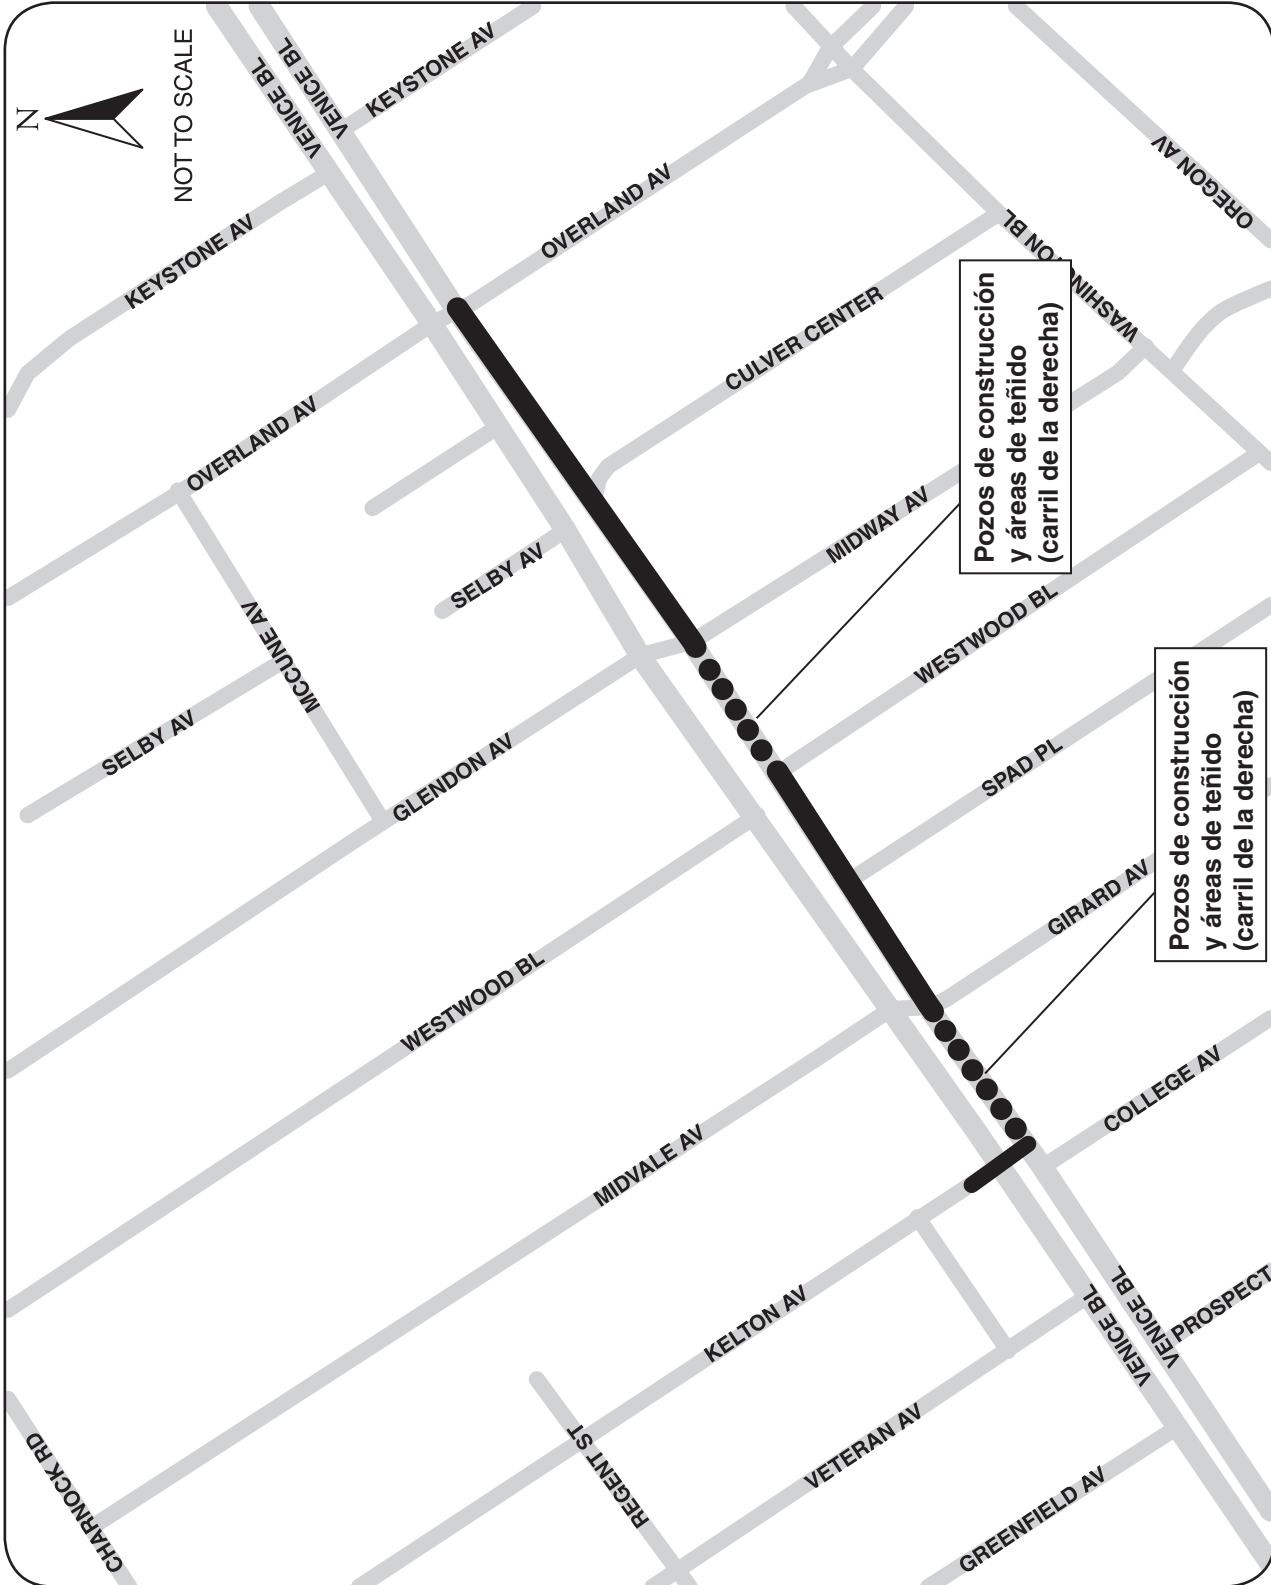 N
NOT TO SCALE
VENICE BL
VENICE BL
KEYSTONE AV
KEYSTONE AV
OVERLAND AV
OVERLAND AV
OREGON AV
WASHINGTON BL
CULVER CENTER
Pozos de construcción
y áreas de teñido
(carril de la derecha)
MIDWAY AV
SELBY AV
MCCUNE AV
SELBY AV
GLENDON AV
WESTWOOD BL
SPAD PL
Pozos de construcción
y áreas de teñido
(carril de la derecha)
GIRARD AV
WESTWOOD BL
COLLEGE AV
MIDVALE AV
KELTON AV
VENICE BL
VENICE BL
PROSPECT
REGENT ST
VETERAN AV
GREENFIELD AV
CHARNOCK RD